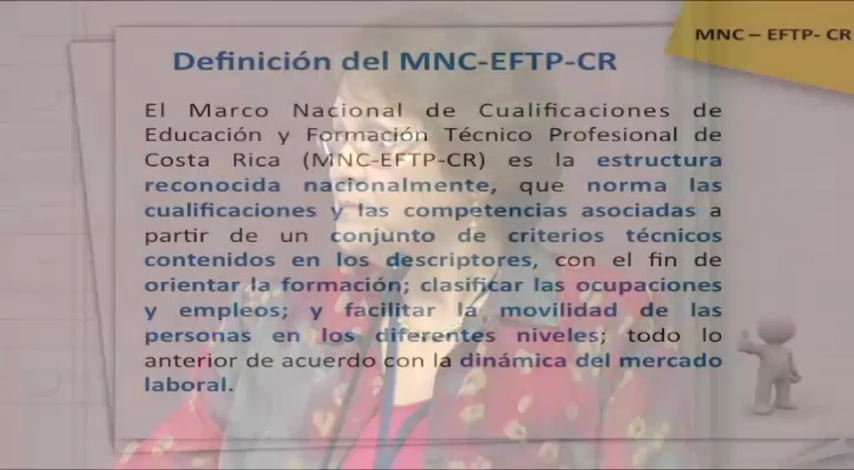 MNC – EFTP- CR
Definición del MNC-EFTP-CR
El Marco Nacional de Cualificaciones de
Educación y Formación Técnico Profesional de
Costa Rica (MNC-EFTP-CR) es la estructura
reconocida nacionalmente, que norma las
cualificaciones y las competencias asociadas a
partir de un conjunto de criterios técnicos
contenidos en los descriptores, con el fin de
orientar la formación; clasificar las ocupaciones
y empleos; y facilitar la movilidad de las
personas en los diferentes niveles; todo lo
anterior de acuerdo con la dinámica del mercado
laboral.